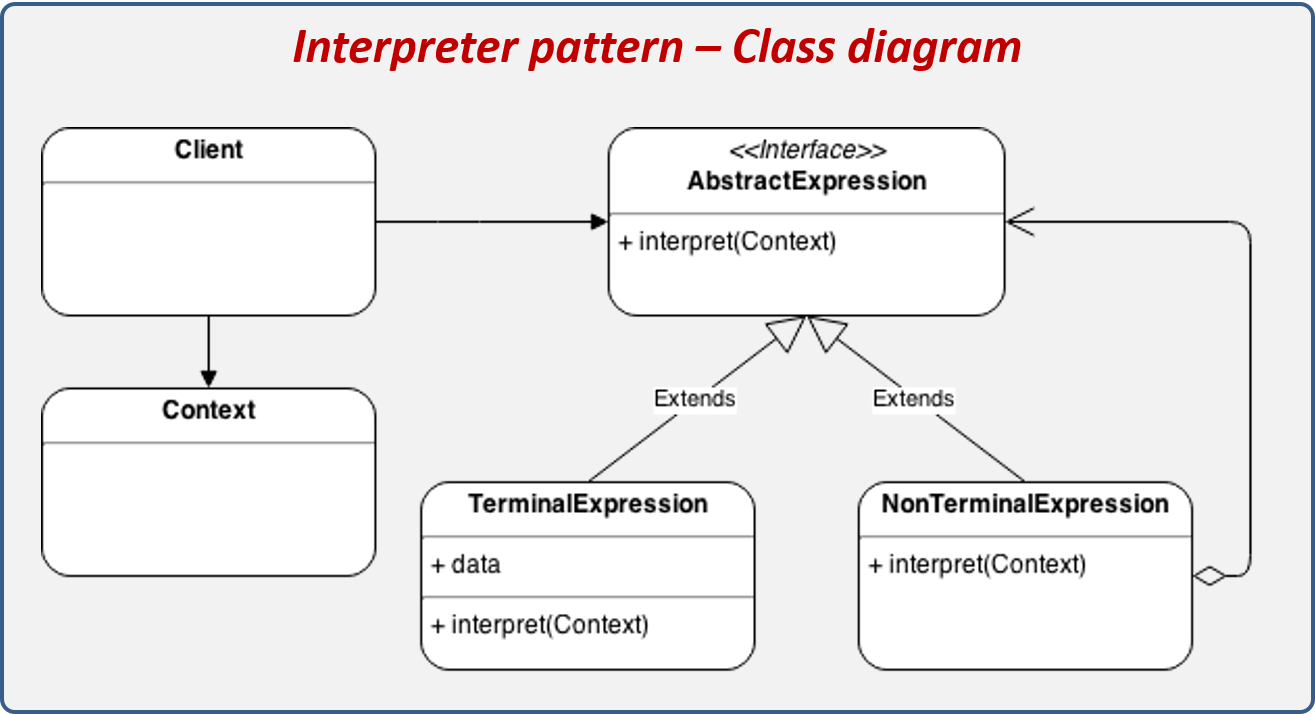 Interpreter pattern – Class diagram
Client
<<Interface>>
AbstractExpression
+ interpret(Context)
Context
Extends
Extends
TerminalExpression
+ data
+ interpret(Context)
NonTerminalExpression
+ interpret(Context)